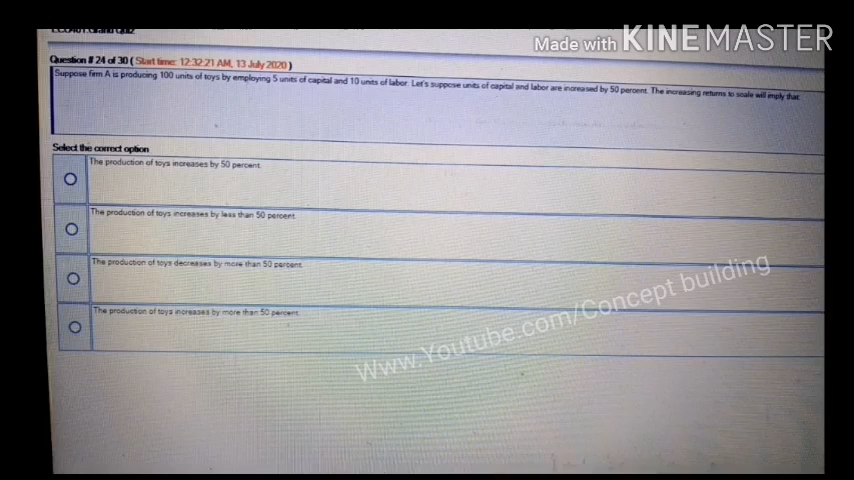 ECO401:Grand Quiz
Made with KINEMASTER
Question # 24 of 30 ( Start time: 12:32:21 AM, 13 July 2020 )
Suppose firm A is producing 100 units of toys by employing 5 units of capital and 10 units of labor. Let's suppose units of capital and labor are increased by 50 percent. The increasing returns to scale will imply that:
Select the correct option
The production of toys increases by 50 percent.
The production of toys increases by less than 50 percent.
The production of toys decreases by more than 50 percent.
The production of toys increases by more than 50 percent.
Www.Youtube.com/Concept building